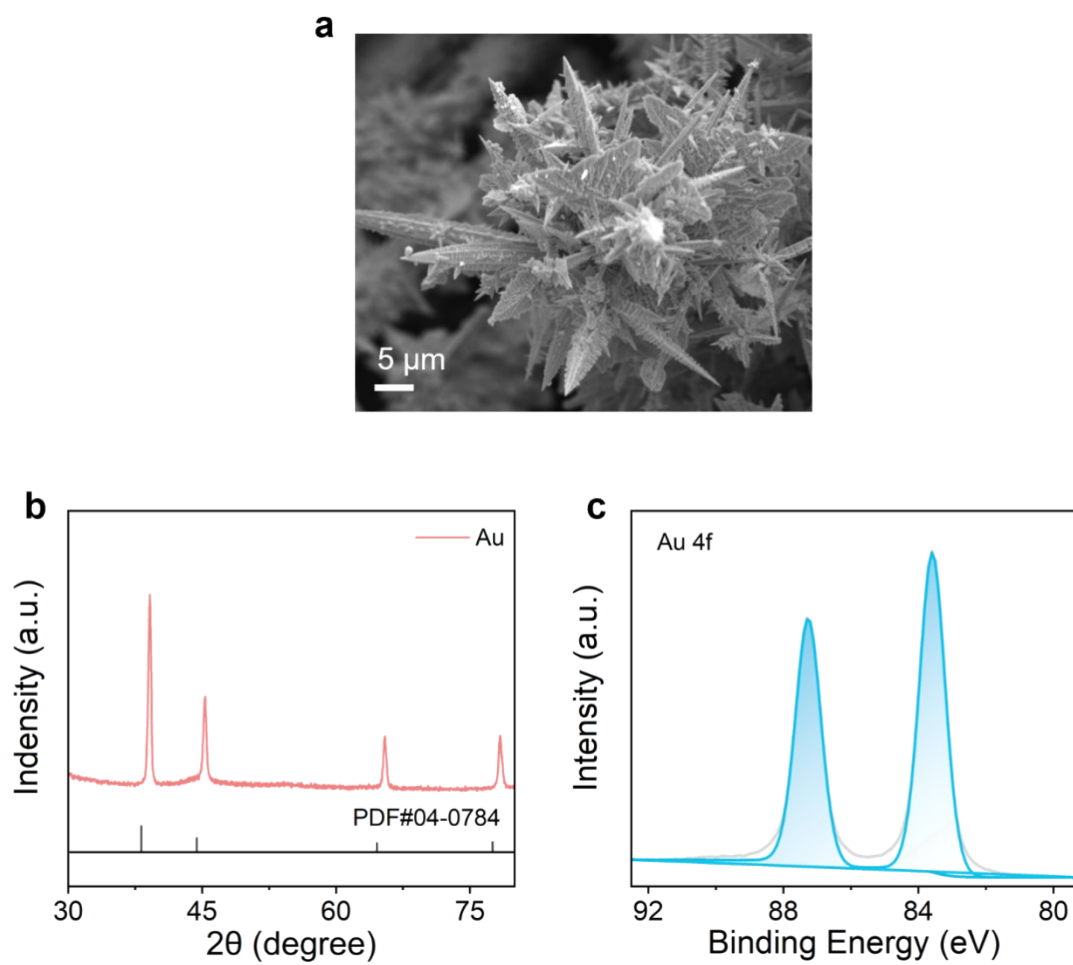 a
5 μm
b
Au
PDF#04-0784
Indensity (a.u.)
30 45 60 75
2θ (degree)
c
Au 4f
Intensity (a.u.)
92 88 84 80
Binding Energy (eV)